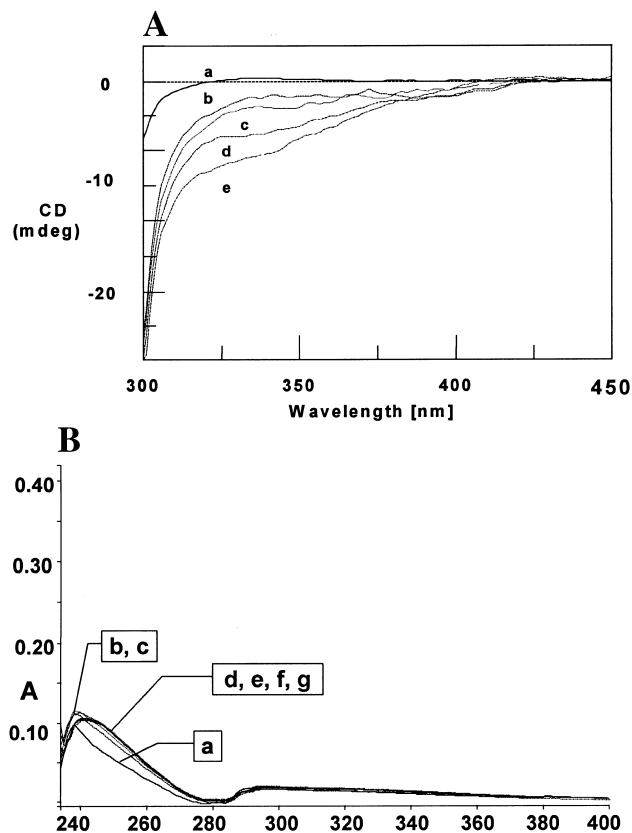 A
0
a
b
c
d
e
-10
CD
(mdeg)
-20
300 350 400 450
Wavelength [nm]
B
0.40
0.30
0.20
b, c
d, e, f, g
A
0.10
a
240 260 280 300 320 340 360 380 400